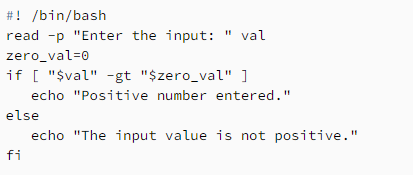 #! /bin/bash
read -p "Enter the input: " val
zero_val=0
if [ "$val" -gt "$zero_val" ]
   echo "Positive number entered."
else
   echo "The input value is not positive."
fi